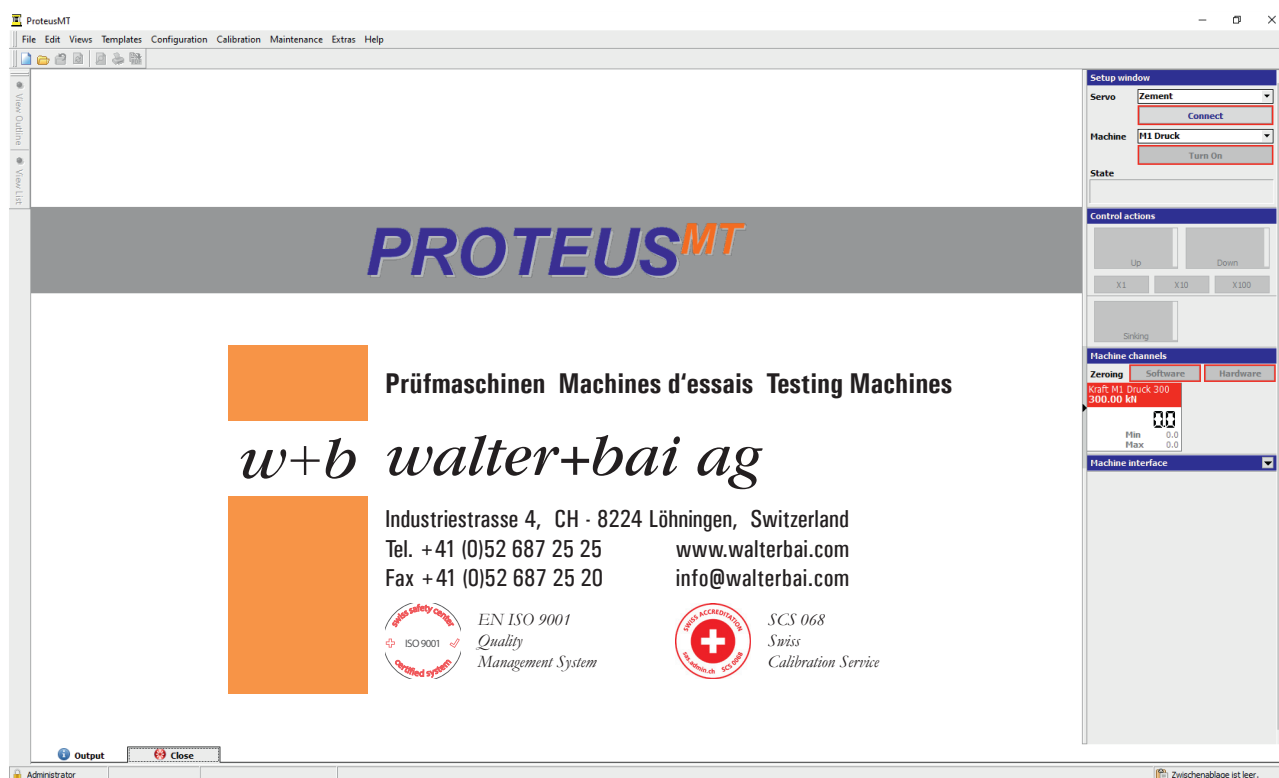 ProteusMT
File Edit Views Templates Configuration Calibration Maintenance Extras Help
View Outline
View List
PROTEUSMT
Prüfmaschinen Machines d‘essais Testing Machines
w+b walter+bai ag
Industriestrasse 4, CH - 8224 Löhningen, Switzerland
Tel. +41 (0)52 687 25 25 www.walterbai.com
Fax +41 (0)52 687 25 20 info@walterbai.com
swiss safety center
ISO 9001
certified system
EN ISO 9001
Quality
Management System
SWISS ACCREDITATION
sas.admin.ch SCS 0068
SCS 068
Swiss
Calibration Service
Setup window
Servo Zement
Connect
Machine M1 Druck
Turn On
State
Control actions
Up Down
X1 X10 X100
Sinking
Machine channels
Zeroing Software Hardware
Kraft M1 Druck 300
300.00 kN
0.0
Min 0.0
Max 0.0
Machine interface
Output Close
Administrator
Zwischenablage ist leer.